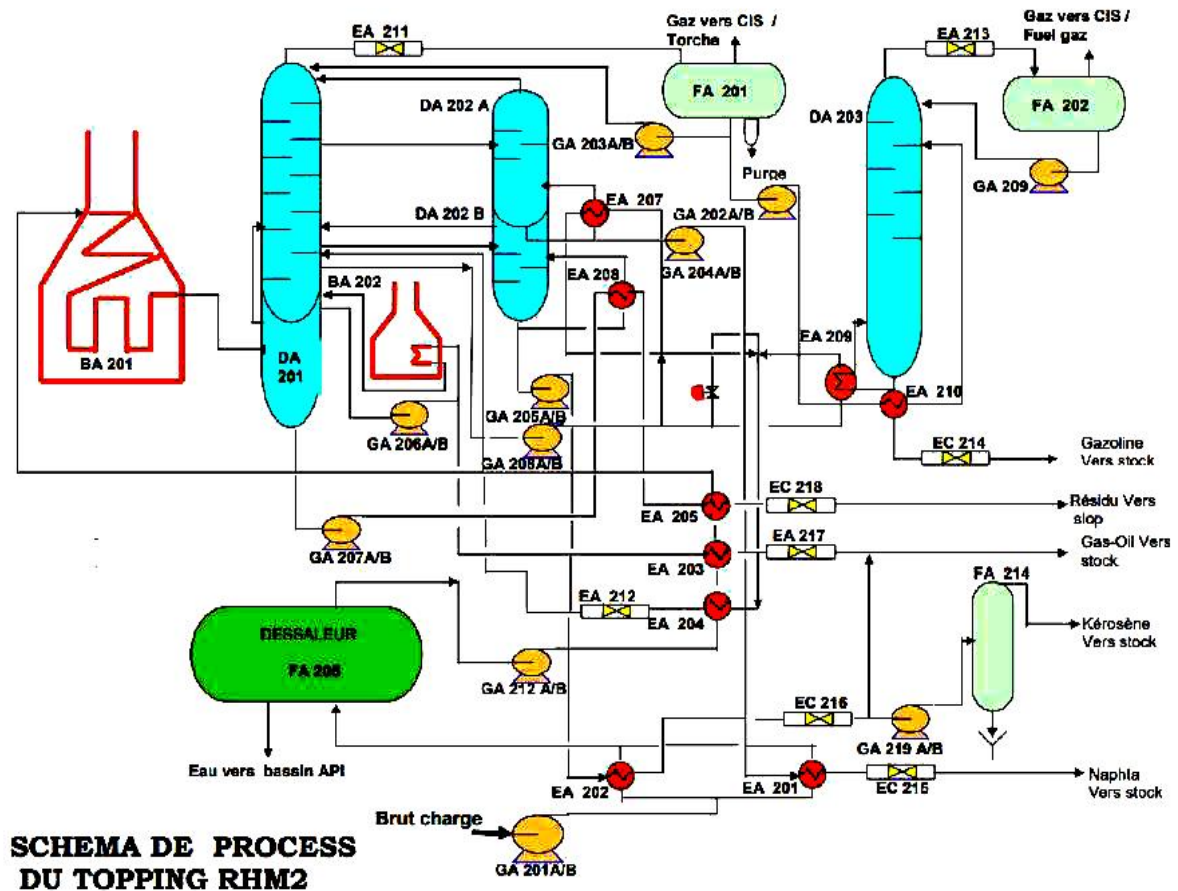 Gaz vers CIS /
Torche
EA 211
FA 201
Gaz vers CIS /
Fuel gaz
EA 213
FA 202
DA 202 A
DA 203
GA 203A/B
Purge
GA 209
EA 207
DA 202 B
GA 202A/B
GA 204A/B
EA 208
BA 202
BA 201
DA
201
EA 209
EA 210
GA 205A/B
GA 206A/B
GA 208A/B
EC 214
Gazoline
Vers stock
EC 218
Résidu Vers
slop
EA 205
GA 207A/B
EA 217
Gas-Oil Vers
stock
EA 203
FA 214
EA 212
EA 204
Kérosène
Vers stock
DESSALEUR
FA 205
GA 212 A/B
EC 216
GA 219 A/B
Eau vers bassin API
EA 202
EA 201
EC 215
Naphta
Vers stock
Brut charge
GA 201A/B
SCHEMA DE PROCESS
DU TOPPING RHM2